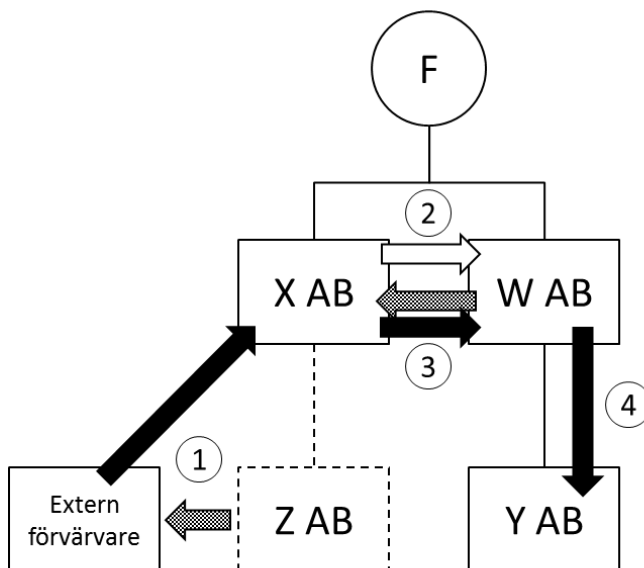 F
2
X AB
W AB
3
4
1
Extern
förvärvare
Z AB
Y AB